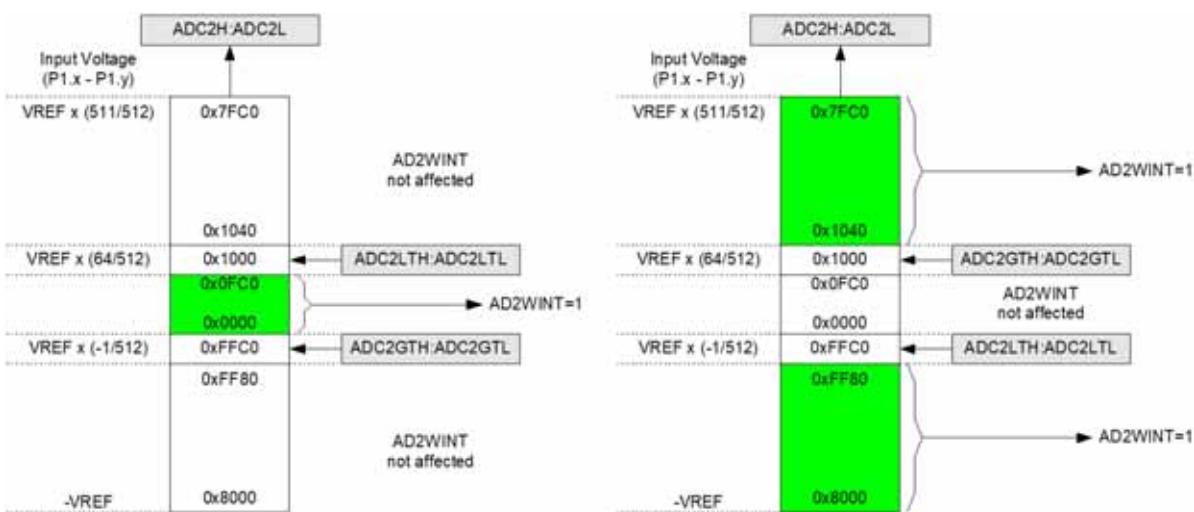 ADC2H:ADC2L
Input Voltage
(P1.x - P1.y)
VREF x (511/512)
0x7FC0
AD2WINT
not affected
0x1040
VREF x (64/512)
0x1000
ADC2LTH:ADC2LTL
0x0FC0
AD2WINT=1
0x0000
VREF x (-1/512)
0xFFC0
ADC2GTH:ADC2GTL
0xFF80
AD2WINT
not affected
-VREF
0x8000
ADC2H:ADC2L
Input Voltage
(P1.x - P1.y)
VREF x (511/512)
0x7FC0
AD2WINT=1
0x1040
VREF x (64/512)
0x1000
ADC2GTH:ADC2GTL
0x0FC0
AD2WINT
not affected
0x0000
VREF x (-1/512)
0xFFC0
ADC2LTH:ADC2LTL
0xFF80
AD2WINT=1
-VREF
0x8000